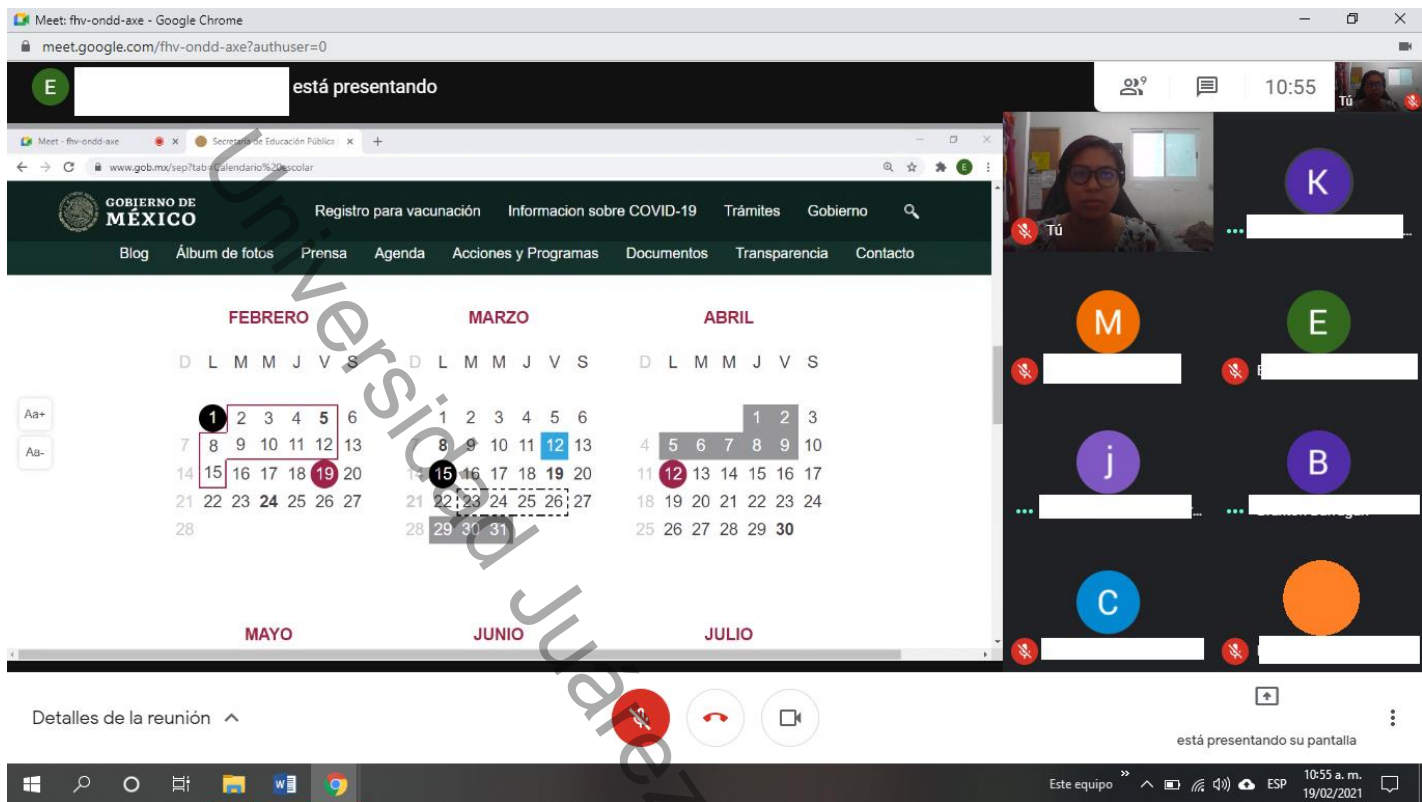 Meet: fhv-ondd-axe - Google Chrome
meet.google.com/fhv-ondd-axe?authuser=0
E está presentando
9 10:55 Tú
Meet - fhv-ondd-axe Secretaría de Educación Pública
www.gob.mx/sep?tab=Calendario%20escolar E
GOBIERNO DE
MÉXICO
Registro para vacunación Informacion sobre COVID-19 Trámites Gobierno
Blog Álbum de fotos Prensa Agenda Acciones y Programas Documentos Transparencia Contacto
Aa+
Aa-
FEBRERO
D L M M J V S
1 2 3 4 5 6
7 8 9 10 11 12 13
14 15 16 17 18 19 20
21 22 23 24 25 26 27
28
MARZO
D L M M J V S
1 2 3 4 5 6
7 8 9 10 11 12 13
14 15 16 17 18 19 20
21 22 23 24 25 26 27
28 29 30 31
ABRIL
D L M M J V S
1 2 3
4 5 6 7 8 9 10
11 12 13 14 15 16 17
18 19 20 21 22 23 24
25 26 27 28 29 30
MAYO JUNIO JULIO
Tú
K
M
E
j
B
C
Detalles de la reunión
está presentando su pantalla
Este equipo ESP 10:55 a. m.
19/02/2021
Universidad Juárez